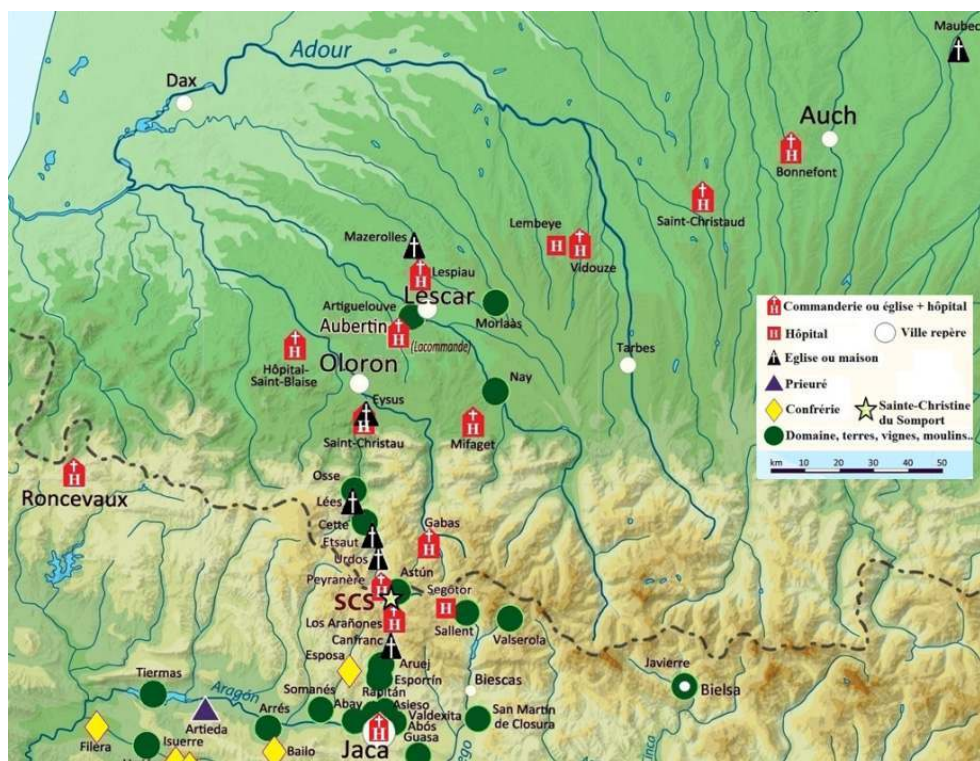 Maubec
Adour
Dax
Auch
Bonnefont
Saint-Christaud
Lembeye
Vidouze
Mazerolles
Lespiau
Lescar
Artiguelouve
Aubertin
(Lacommande)
Morlaàs
Hôpital-
Saint-Blaise
Oloron
Tarbes
Nay
Eysus
Saint-Christau
Mifaget
Roncevaux
Osse
Lées
Cette
Etsaut
Urdos
Gabas
Peyranère
Astún
SCS
Segotor
Los Arañones
Sallent
Valserola
Canfranc
Esposa
Aruej
Esporrín
Tiermas
Aragón
Somanés
Rapitán
Biescas
Javierre
Bielsa
Artieda
Arrés
Abay
Asieso
Valdexita
Abós
Guasa
San Martín
de Closura
Filera
Isuerre
Bailo
Jaca
Cinca
Commanderie ou église + hôpital
H Hôpital
Ville repère
Eglise ou maison
Prieuré
Confrérie
Sainte-Christine
du Somport
Domaine, terres, vignes, moulins...
km 10 20 30 40 50